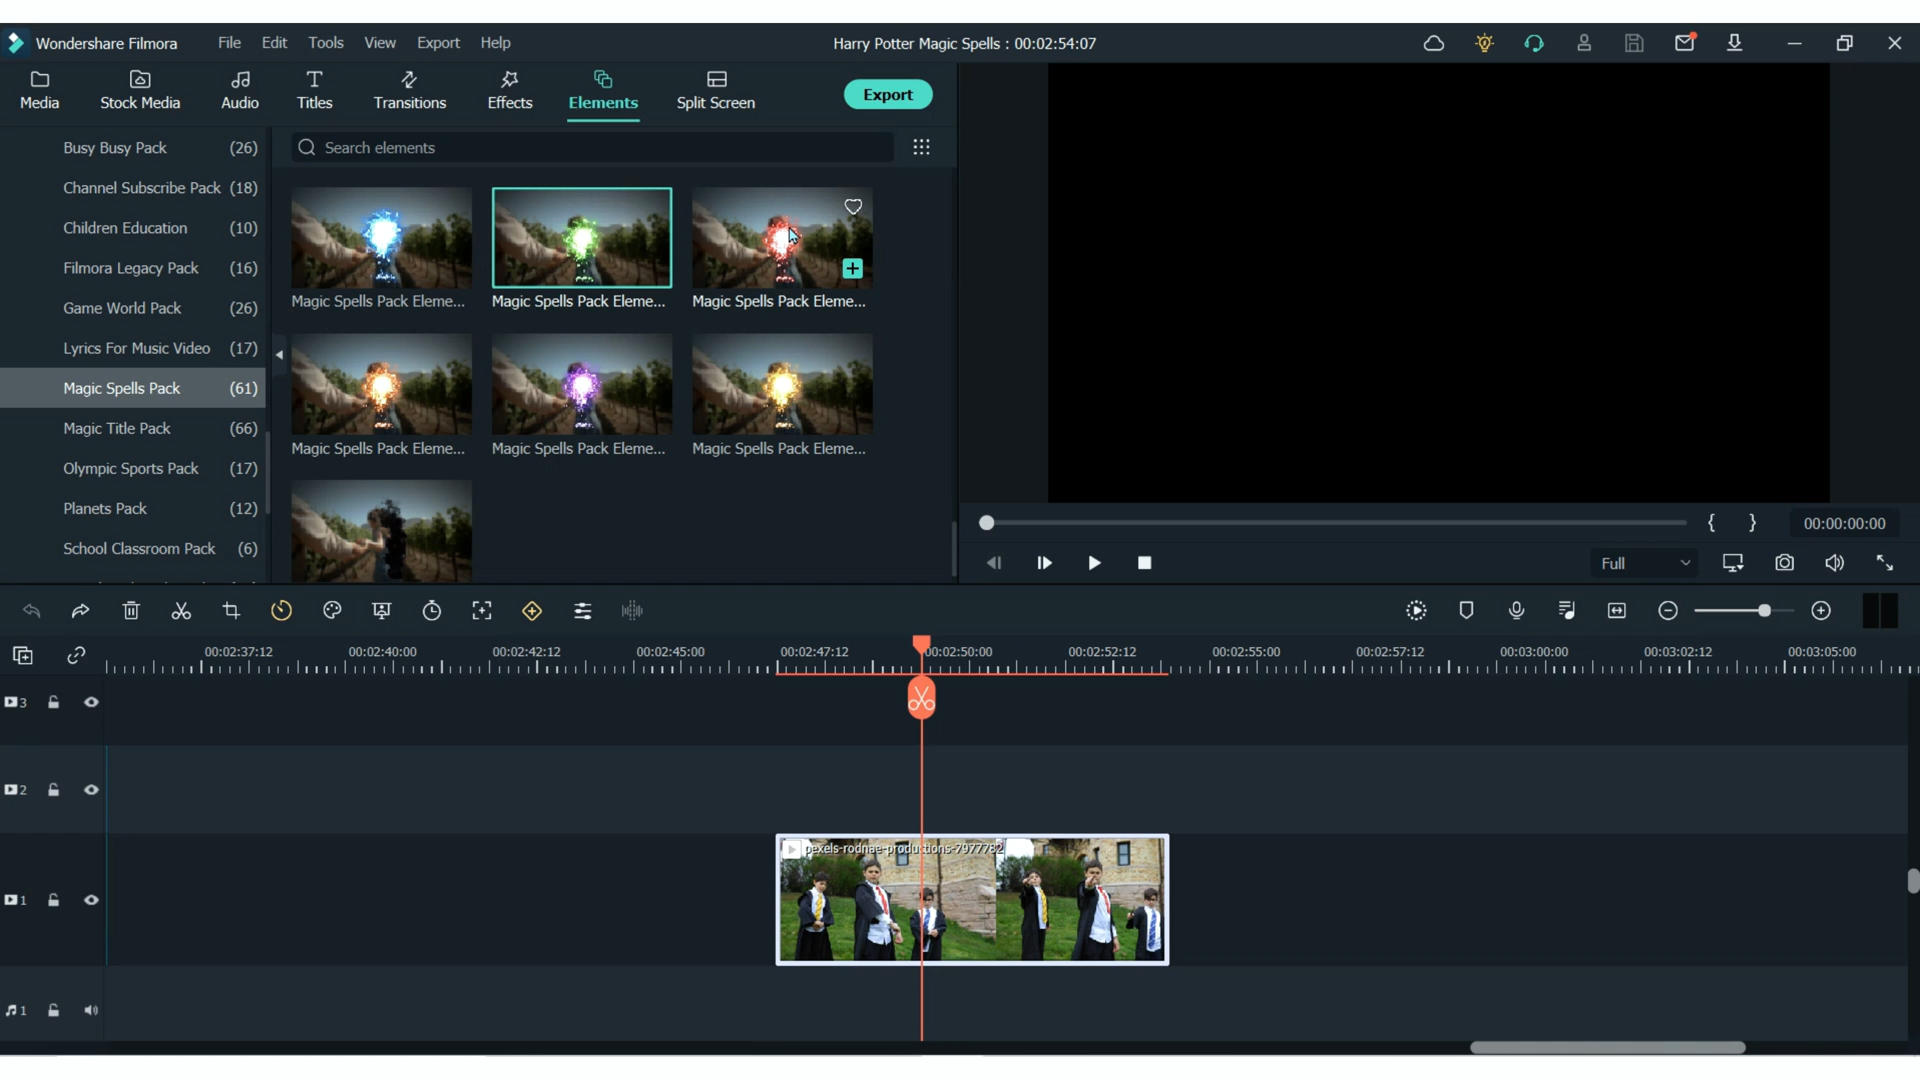 Wondershare Filmora File Edit Tools View Export Help Harry Potter Magic Spells : 00:02:54:07
Media Stock Media Audio Titles Transitions Effects Elements Split Screen Export
Search elements
Busy Busy Pack (26)
Channel Subscribe Pack (18)
Children Education (10)
Filmora Legacy Pack (16)
Game World Pack (26)
Lyrics For Music Video (17)
Magic Spells Pack (61)
Magic Title Pack (66)
Olympic Sports Pack (17)
Planets Pack (12)
School Classroom Pack (6)
Magic Spells Pack Eleme... Magic Spells Pack Eleme... Magic Spells Pack Eleme...
Magic Spells Pack Eleme... Magic Spells Pack Eleme... Magic Spells Pack Eleme...
{ } 00:00:00:00
Full
00:02:37:12 00:02:40:00 00:02:42:12 00:02:45:00 00:02:47:12 00:02:50:00 00:02:52:12 00:02:55:00 00:02:57:12 00:03:00:00 00:03:02:12 00:03:05:00
3
2
pexels-rodnae-productions-7977782
1
1